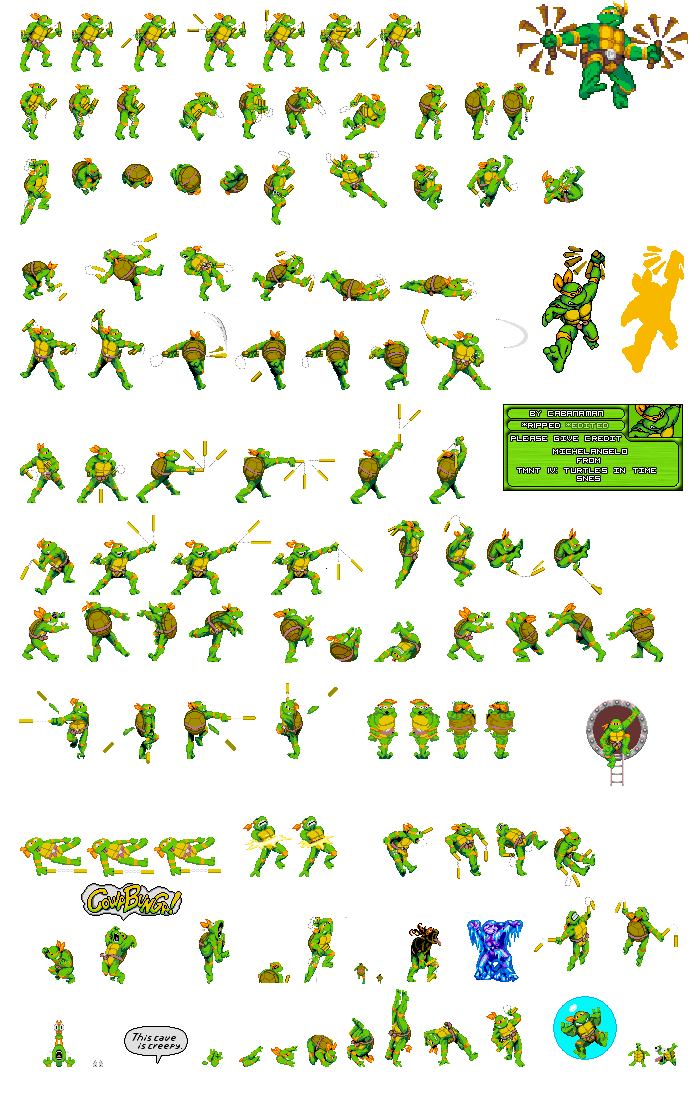 BY CABANAMAN
*RIPPED *EDITED
PLEASE GIVE CREDIT
MICHELANGELO
FROM
TMNT IV: TURTLES IN TIME
SNES
COWABUNGA!
This cave
is creepy.